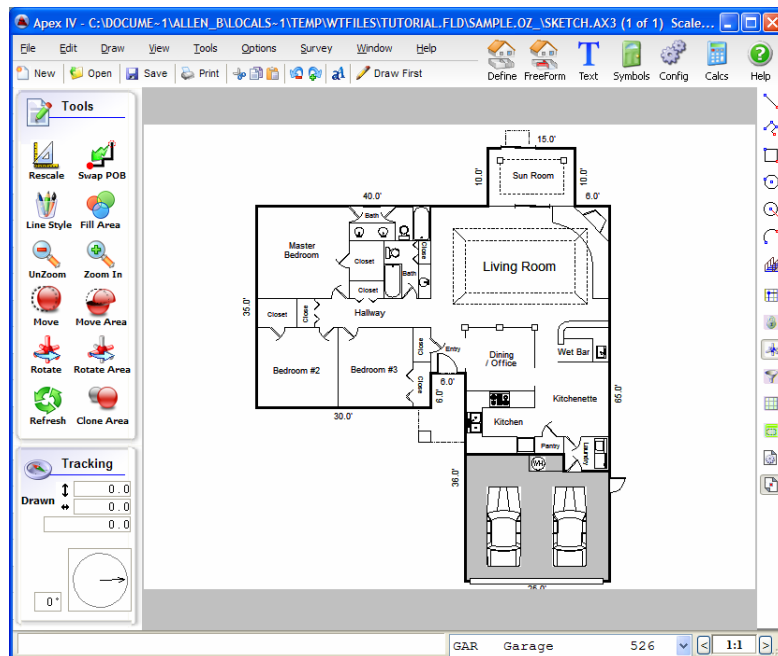 Apex IV - C:\DOCUME~1\ALLEN_B\LOCALS~1\TEMP\WTFILES\TUTORIAL.FLD\SAMPLE.OZ_\SKETCH.AX3 (1 of 1) Scale...
File Edit Draw View Tools Options Survey Window Help
New Open Save Print a) Draw First
Define FreeForm Text Symbols Config Calcs Help
Tools
Rescale Swap POB
Line Style Fill Area
UnZoom Zoom In
Move Move Area
Rotate Rotate Area
Refresh Clone Area
Tracking
Drawn 0.0
0.0
0.0
0°
15.0'
10.0' Sun Room 10.0'
40.0' 6.0'
Bath
Master
Bedroom
Closet
Close
Living Room
Closet
Bath
35.0'
Closet
Close
Hallway
Entry
Dining
/ Office
Wet Bar
Close
Bedroom #2
Bedroom #3
Close
6.0'
6.0'
Kitchenette
65.0'
30.0'
Kitchen
Pantry
Laundry
WH
36.0'
26.0'
GAR Garage 526 < 1:1 >